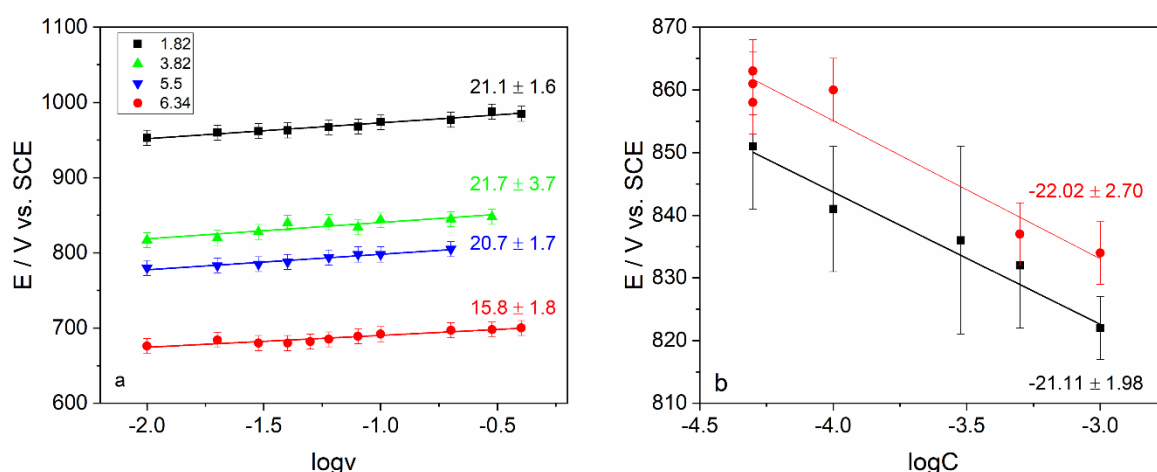 1100
1000
900
800
700
600
E / V vs. SCE
1.82
3.82
5.5
6.34
21.1 ± 1.6
21.7 ± 3.7
20.7 ± 1.7
15.8 ± 1.8
a
-2.0
-1.5
-1.0
-0.5
logv
870
860
850
840
830
820
810
E / V vs. SCE
-22.02 ± 2.70
-21.11 ± 1.98
b
-4.5
-4.0
-3.5
-3.0
logC